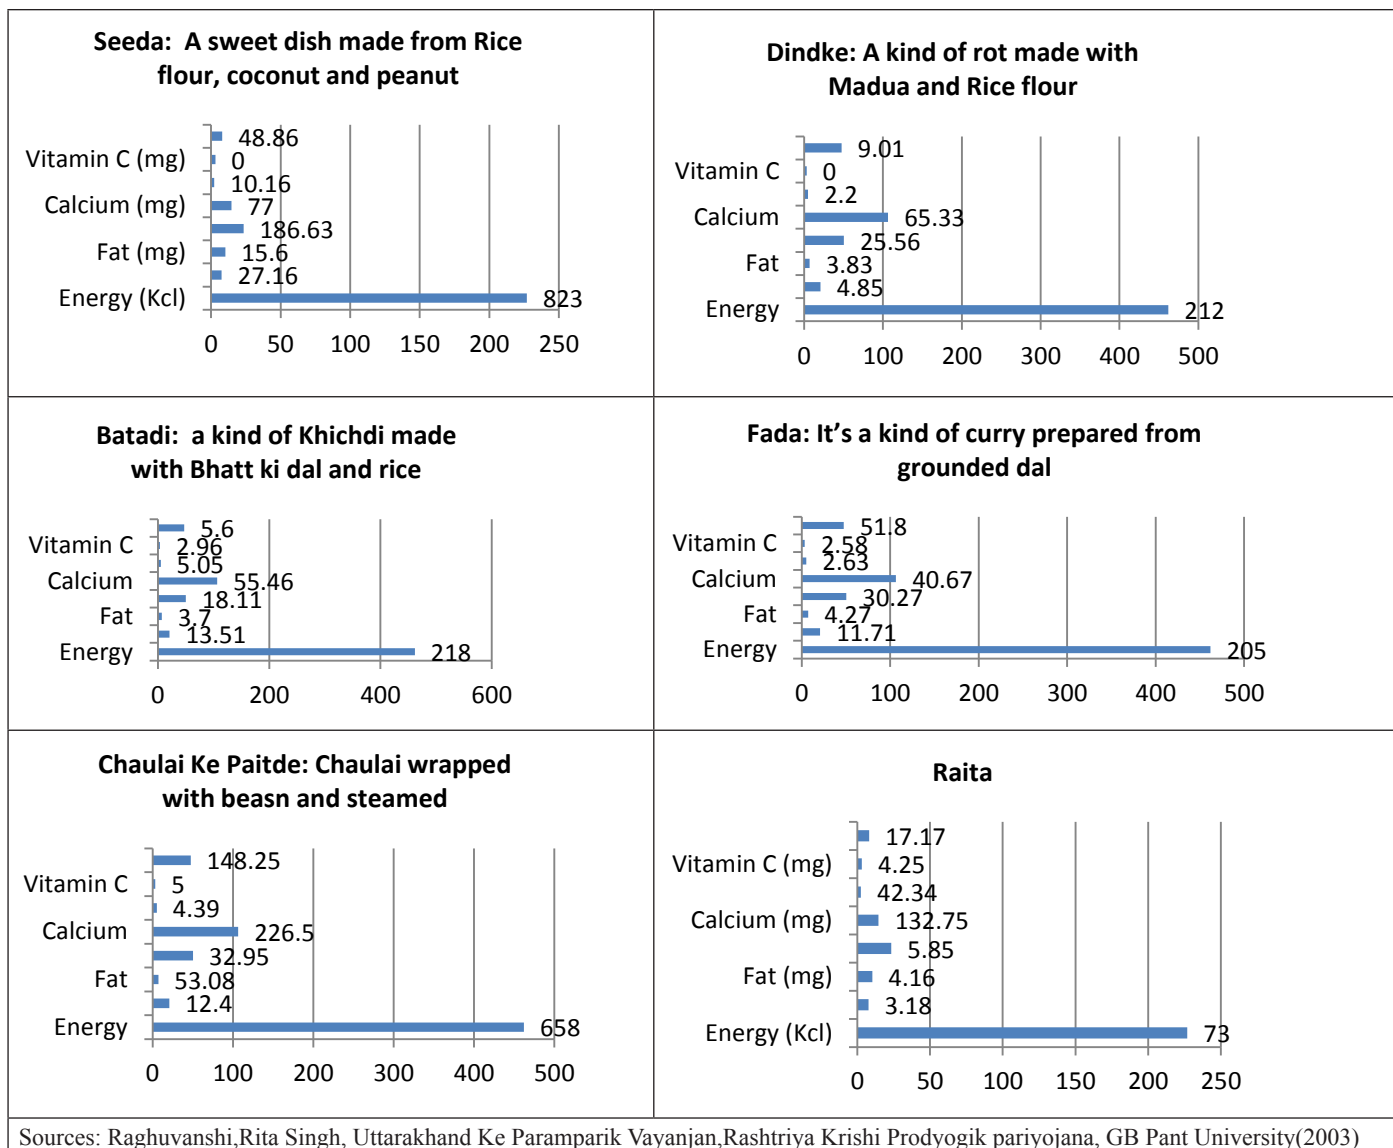 Seeda:  A sweet dish made from Rice
flour, coconut and peanut
48.86
Vitamin C (mg)
0
10.16
Calcium (mg)
77
186.63
Fat (mg)
15.6
27.16
Energy (Kcl)
823
0 50 100 150 200 250
Dindke: A kind of rot made with
Madua and Rice flour
9.01
Vitamin C
0
2.2
Calcium
65.33
25.56
Fat
3.83
4.85
Energy
212
0 100 200 300 400 500
Batadi:  a kind of Khichdi made
with Bhatt ki dal and rice
5.6
Vitamin C
2.96
5.05
Calcium
55.46
18.11
Fat
3.7
13.51
Energy
218
0 200 400 600
Fada: It’s a kind of curry prepared from
grounded dal
51.8
Vitamin C
2.58
2.63
Calcium
40.67
30.27
Fat
4.27
11.71
Energy
205
0 100 200 300 400 500
Chaulai Ke Paitde: Chaulai wrapped
with beasn and steamed
148.25
Vitamin C
5
4.39
Calcium
226.5
32.95
Fat
53.08
12.4
Energy
658
0 100 200 300 400 500
Raita
17.17
Vitamin C (mg)
4.25
42.34
Calcium (mg)
132.75
5.85
Fat (mg)
4.16
3.18
Energy (Kcl)
73
0 50 100 150 200 250
Sources: Raghuvanshi,Rita Singh, Uttarakhand Ke Paramparik Vayanjan,Rashtriya Krishi Prodyogik pariyojana, GB Pant University(2003)